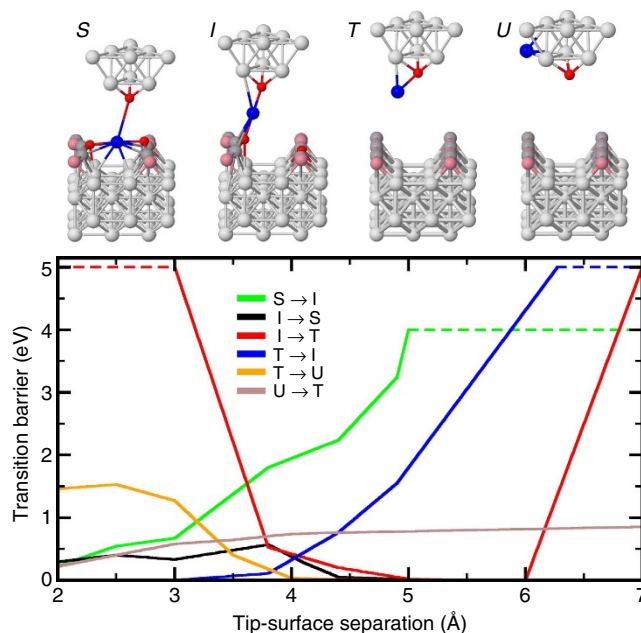 S I T U
Transition barrier (eV)
5
4
3
2
1
0
S → I
I → S
I → T
T → I
T → U
U → T
2 3 4 5 6 7
Tip-surface separation (Å)